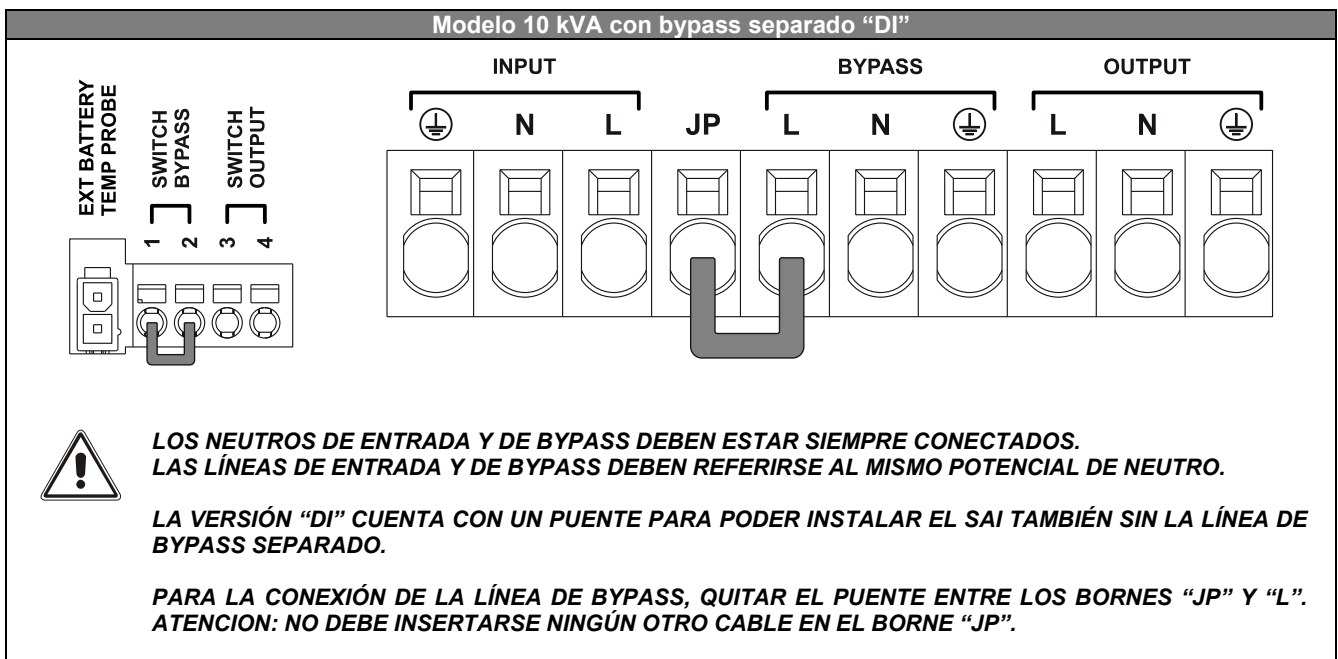 Modelo 10 kVA con bypass separado “DI”
INPUT
BYPASS
OUTPUT
EXT BATTERY
TEMP PROBE
SWITCH
BYPASS
SWITCH
OUTPUT
N L JP L N L N
1 2 3 4
LOS NEUTROS DE ENTRADA Y DE BYPASS DEBEN ESTAR SIEMPRE CONECTADOS.
LAS LÍNEAS DE ENTRADA Y DE BYPASS DEBEN REFERIRSE AL MISMO POTENCIAL DE NEUTRO.
LA VERSIÓN “DI” CUENTA CON UN PUENTE PARA PODER INSTALAR EL SAI TAMBIÉN SIN LA LÍNEA DE
BYPASS SEPARADO.
PARA LA CONEXIÓN DE LA LÍNEA DE BYPASS, QUITAR EL PUENTE ENTRE LOS BORNES “JP” Y “L”.
ATENCION: NO DEBE INSERTARSE NINGÚN OTRO CABLE EN EL BORNE “JP”.